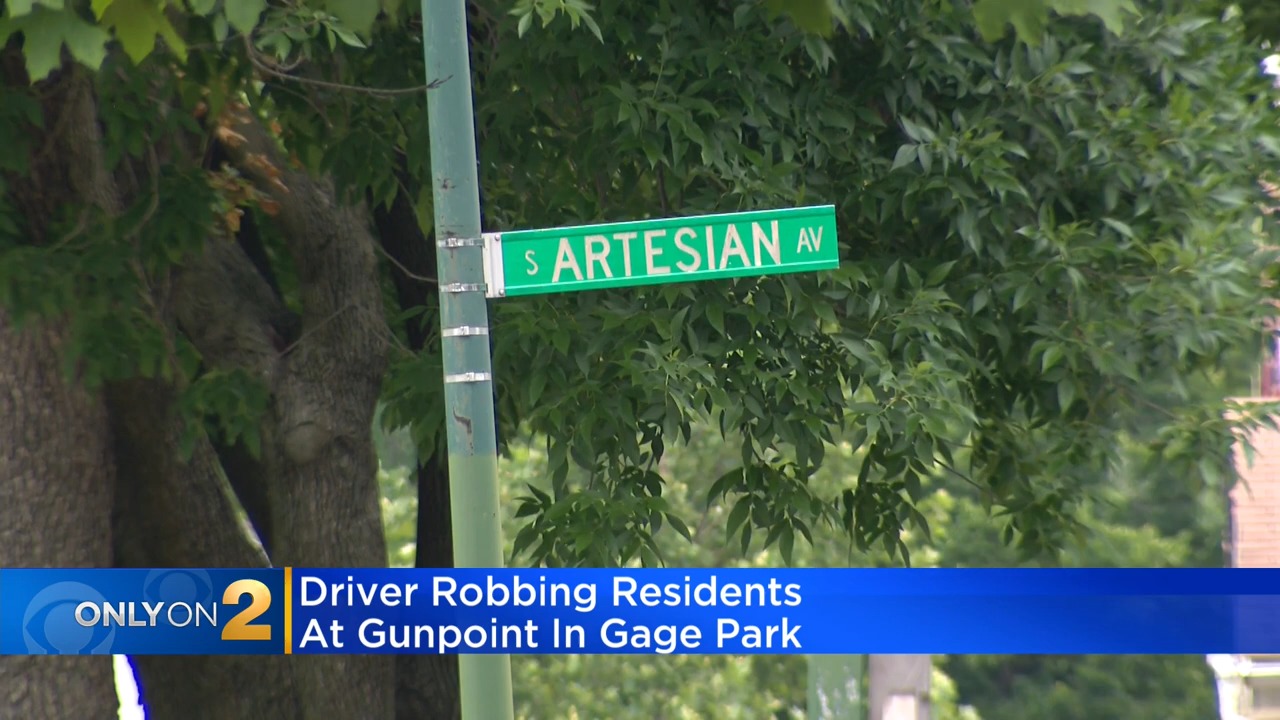 S ARTESIAN AV
ONLY ON 2
Driver Robbing Residents
At Gunpoint In Gage Park